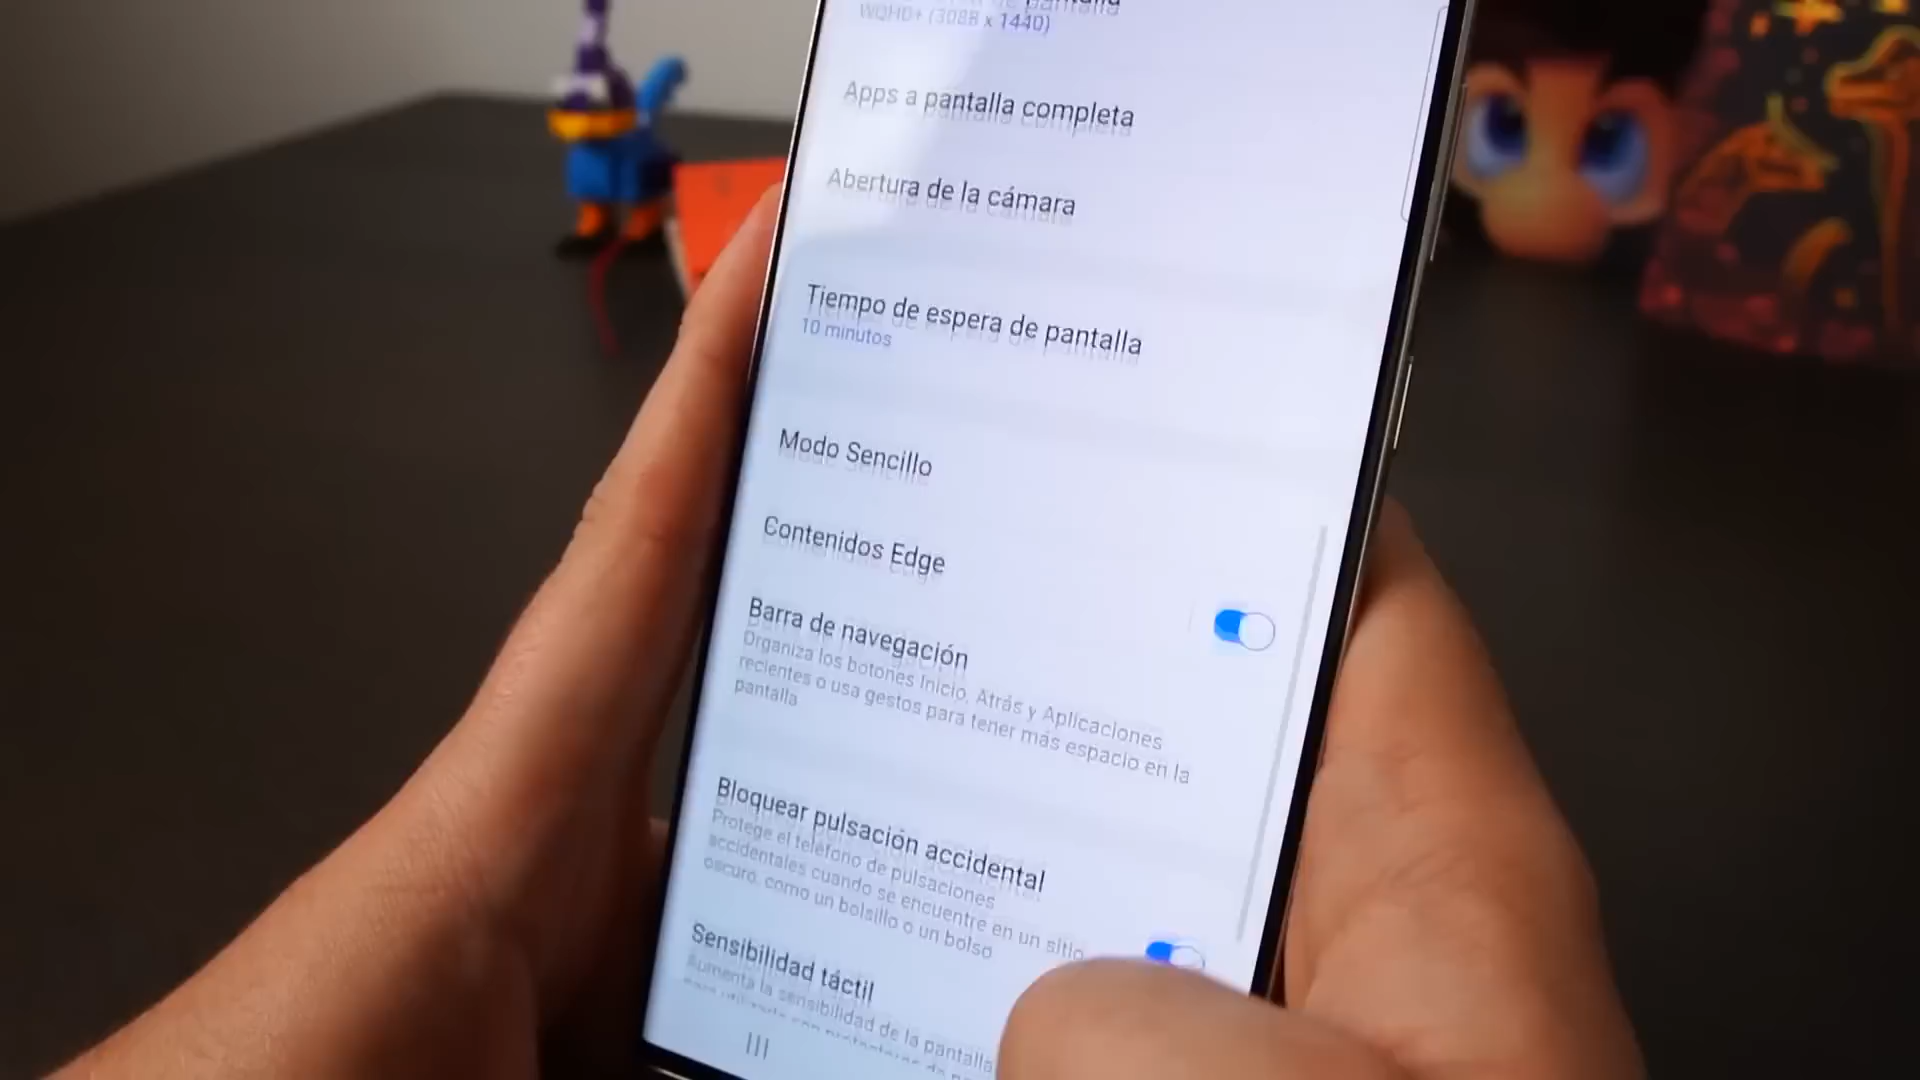 de pantalla
WQHD+ (3088 x 1440)
Apps a pantalla completa
Abertura de la cámara
Tiempo de espera de pantalla
10 minutos
Modo Sencillo
Contenidos Edge
Barra de navegación
Organiza los botones Inicio, Atrás y Aplicaciones
recientes o usa gestos para tener más espacio en la
pantalla
Bloquear pulsación accidental
Protege el teléfono de pulsaciones
accidentales cuando se encuentre en un sitio
oscuro, como un bolsillo o un bolso
Sensibilidad táctil
Aumenta la sensibilidad de la pantalla